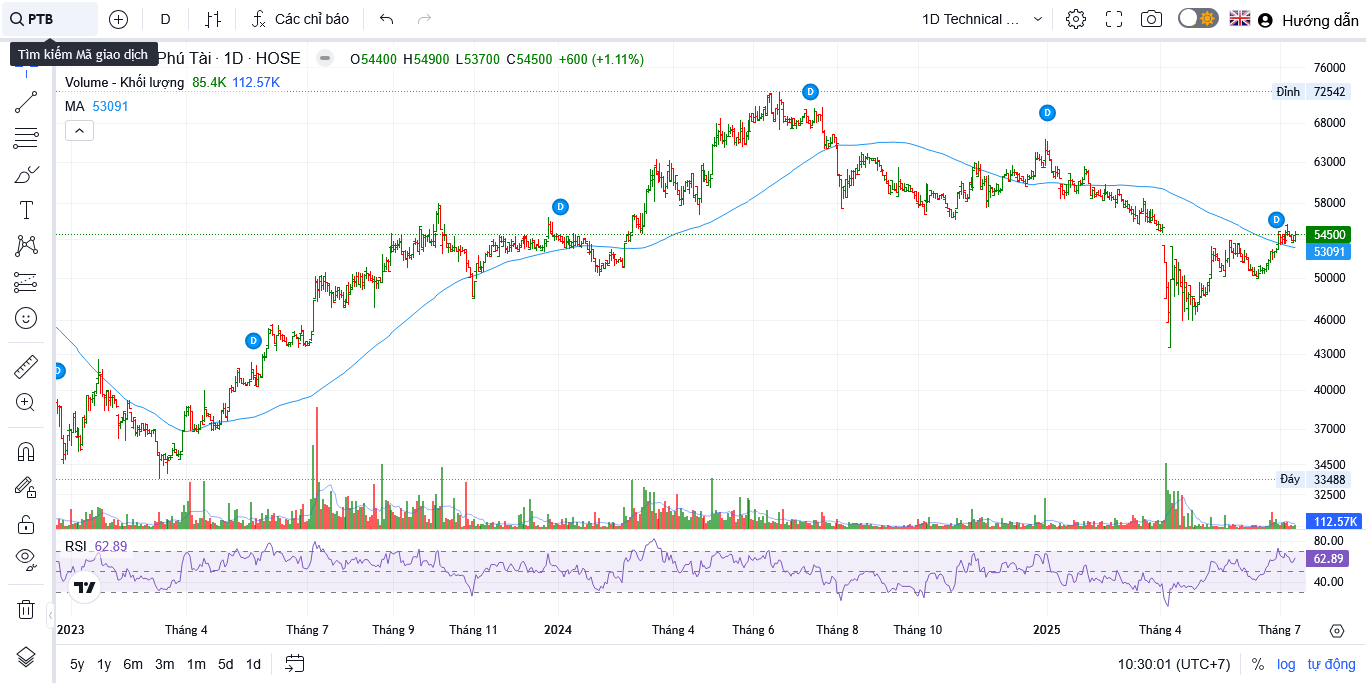 PTB
D
Các chỉ báo
1D Technical ...
Hướng dẫn
Tìm kiếm Mã giao dịch
Phú Tài · 1D · HOSE
O54400 H54900 L53700 C54500 +600 (+1.11%)
Volume - Khối lượng 85.4K 112.57K
MA 53091
76000
Đỉnh 72542
D
D
68000
63000
58000
D
D
54500
53091
50000
46000
D
43000
D
40000
37000
34500
Đáy 33488
32500
112.57K
RSI 62.89
80.00
62.89
40.00
2023 Tháng 4 Tháng 7 Tháng 9 Tháng 11 2024 Tháng 4 Tháng 6 Tháng 8 Tháng 10 2025 Tháng 4 Tháng 7
5y 1y 6m 3m 1m 5d 1d
10:30:01 (UTC+7) % log tự động